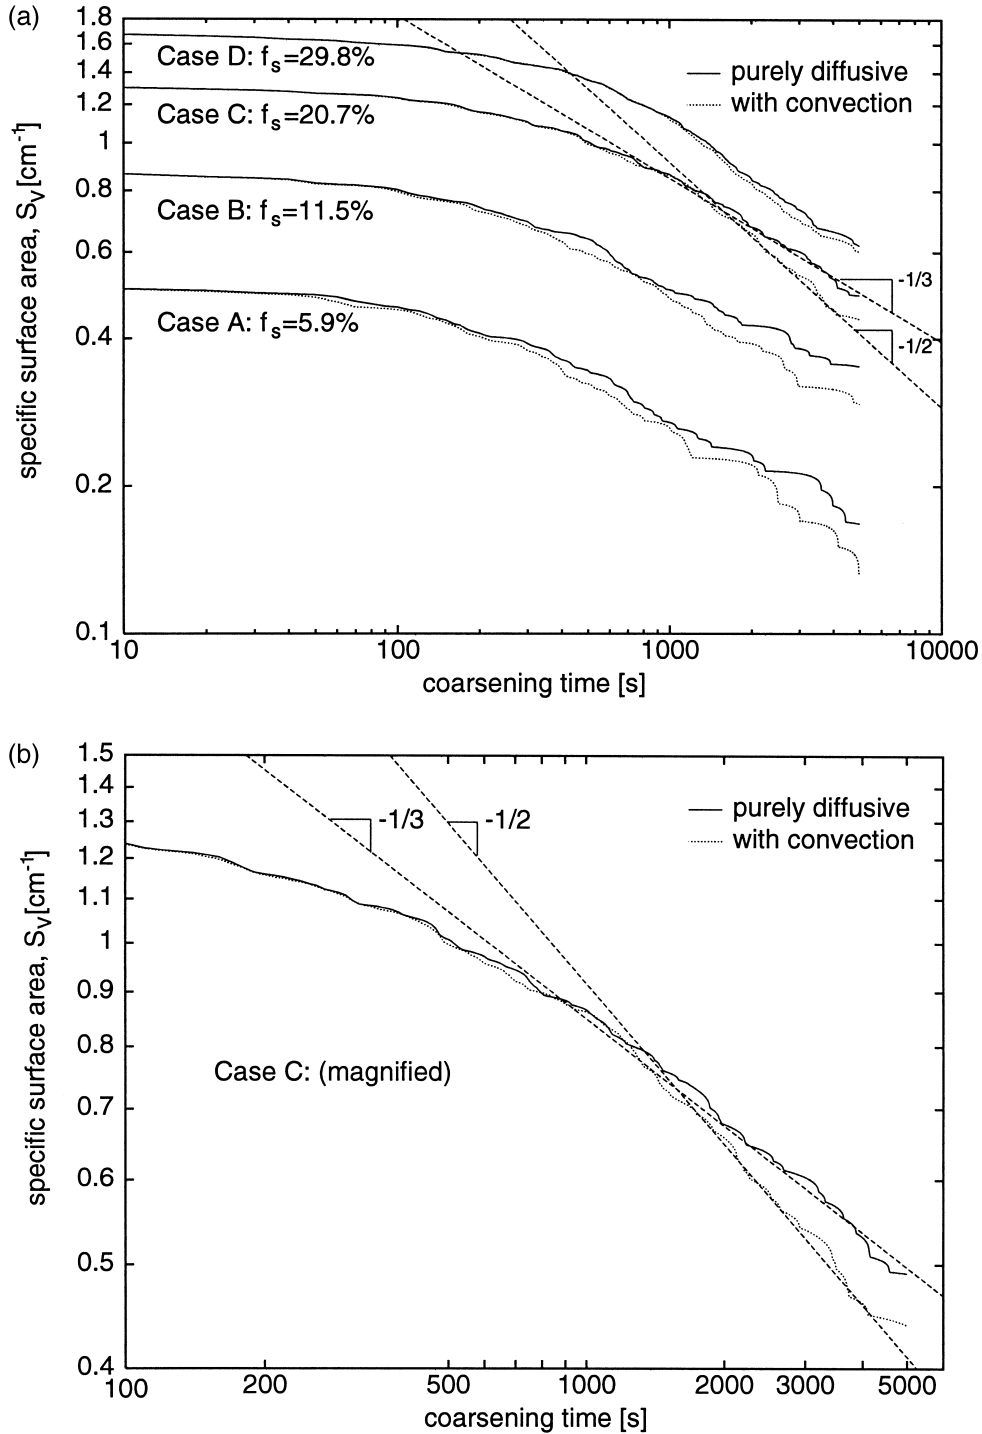 (a)
1.8
1.6
1.4
1.2
1
0.8
0.6
0.4
0.2
0.1
specific surface area, Sv[cm-1]
Case D: fs=29.8%
Case C: fs=20.7%
Case B: fs=11.5%
Case A: fs=5.9%
purely diffusive
with convection
-1/3
-1/2
10 100 1000 10000
coarsening time [s]
(b)
1.5
1.4
1.3
1.2
1.1
1
0.9
0.8
0.7
0.6
0.5
0.4
specific surface area, Sv[cm-1]
-1/3
-1/2
purely diffusive
with convection
Case C: (magnified)
100 200 500 1000 2000 3000 5000
coarsening time [s]